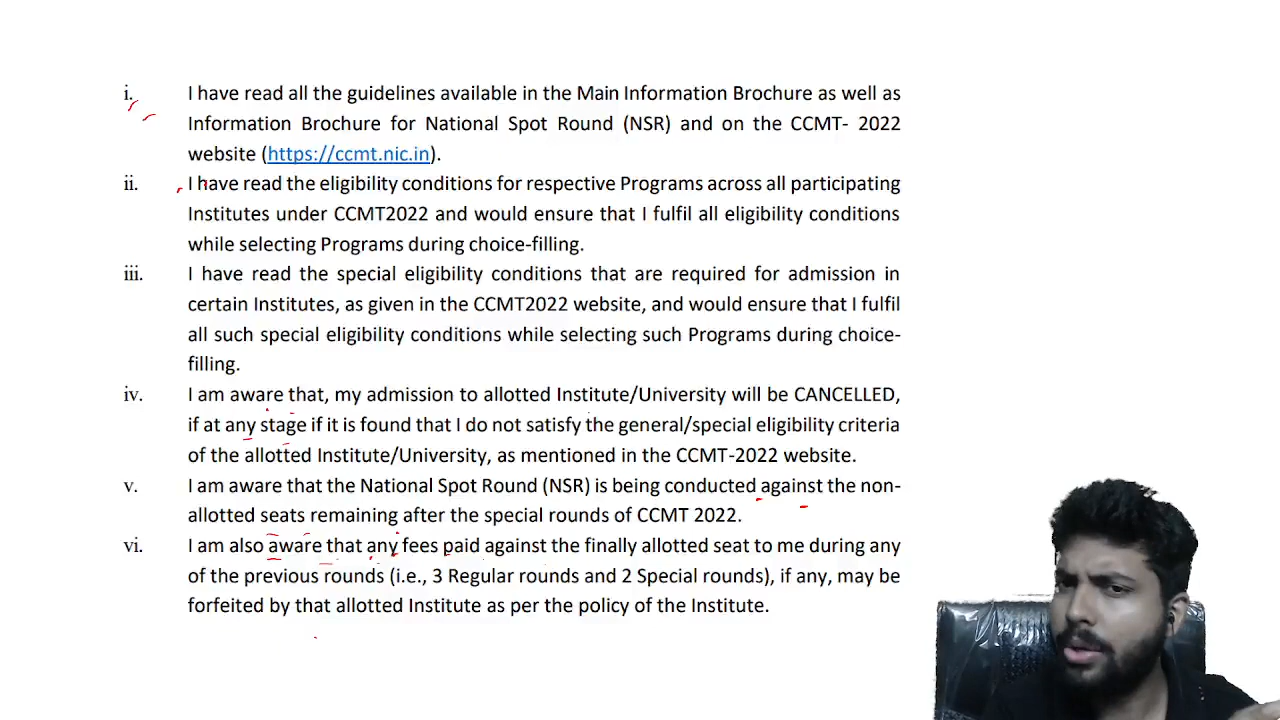 i. I have read all the guidelines available in the Main Information Brochure as well as
Information Brochure for National Spot Round (NSR) and on the CCMT- 2022
website (https://ccmt.nic.in).
ii. I have read the eligibility conditions for respective Programs across all participating
Institutes under CCMT2022 and would ensure that I fulfil all eligibility conditions
while selecting Programs during choice-filling.
iii. I have read the special eligibility conditions that are required for admission in
certain Institutes, as given in the CCMT2022 website, and would ensure that I fulfil
all such special eligibility conditions while selecting such Programs during choice-
filling.
iv. I am aware that, my admission to allotted Institute/University will be CANCELLED,
if at any stage if it is found that I do not satisfy the general/special eligibility criteria
of the allotted Institute/University, as mentioned in the CCMT-2022 website.
v. I am aware that the National Spot Round (NSR) is being conducted against the non-
allotted seats remaining after the special rounds of CCMT 2022.
vi. I am also aware that any fees paid against the finally allotted seat to me during any
of the previous rounds (i.e., 3 Regular rounds and 2 Special rounds), if any, may be
forfeited by that allotted Institute as per the policy of the Institute.